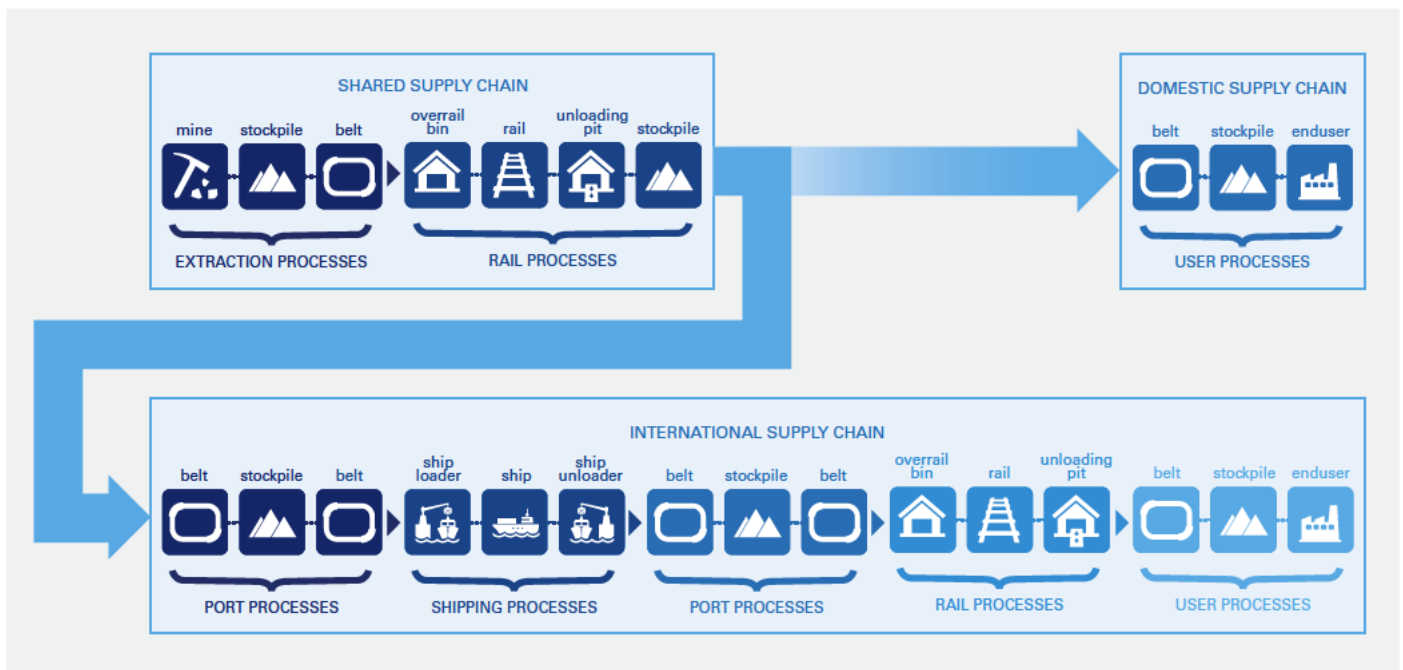 SHARED SUPPLY CHAIN
mine
stockpile
belt
overrail
bin
rail
unloading
pit
stockpile
EXTRACTION PROCESSES
RAIL PROCESSES
DOMESTIC SUPPLY CHAIN
belt
stockpile
enduser
USER PROCESSES
INTERNATIONAL SUPPLY CHAIN
belt
stockpile
belt
ship
loader
ship
ship
unloader
belt
stockpile
belt
overrail
bin
rail
unloading
pit
belt
stockpile
enduser
PORT PROCESSES
SHIPPING PROCESSES
PORT PROCESSES
RAIL PROCESSES
USER PROCESSES